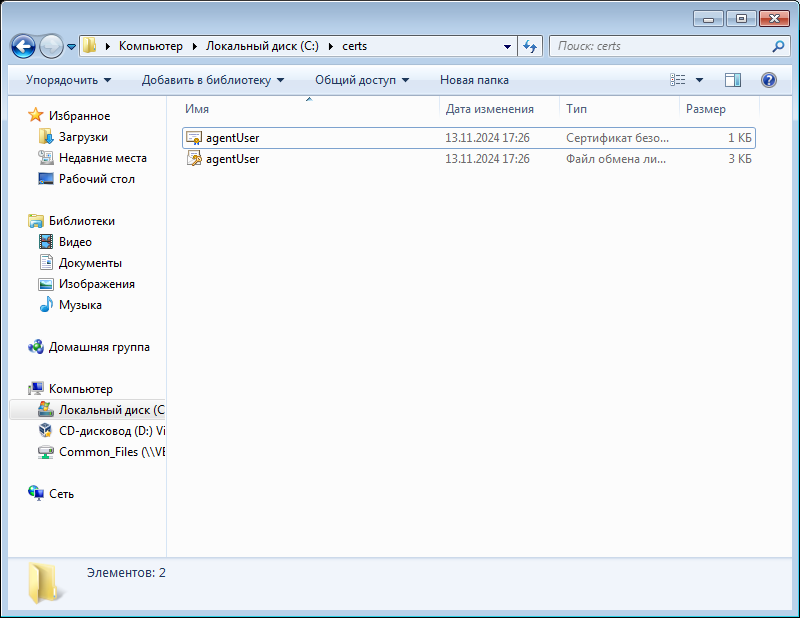 Компьютер Локальный диск (C:) certs
Поиск: certs
Упорядочить Добавить в библиотеку Общий доступ Новая папка
Имя Дата изменения Тип Размер
agentUser 13.11.2024 17:26 Сертификат безо... 1 КБ
agentUser 13.11.2024 17:26 Файл обмена ли... 3 КБ
Избранное
Загрузки
Недавние места
Рабочий стол
Библиотеки
Видео
Документы
Изображения
Музыка
Домашняя группа
Компьютер
Локальный диск (C
CD-дисковод (D:) Vi
Common_Files (\\VE
Сеть
Элементов: 2